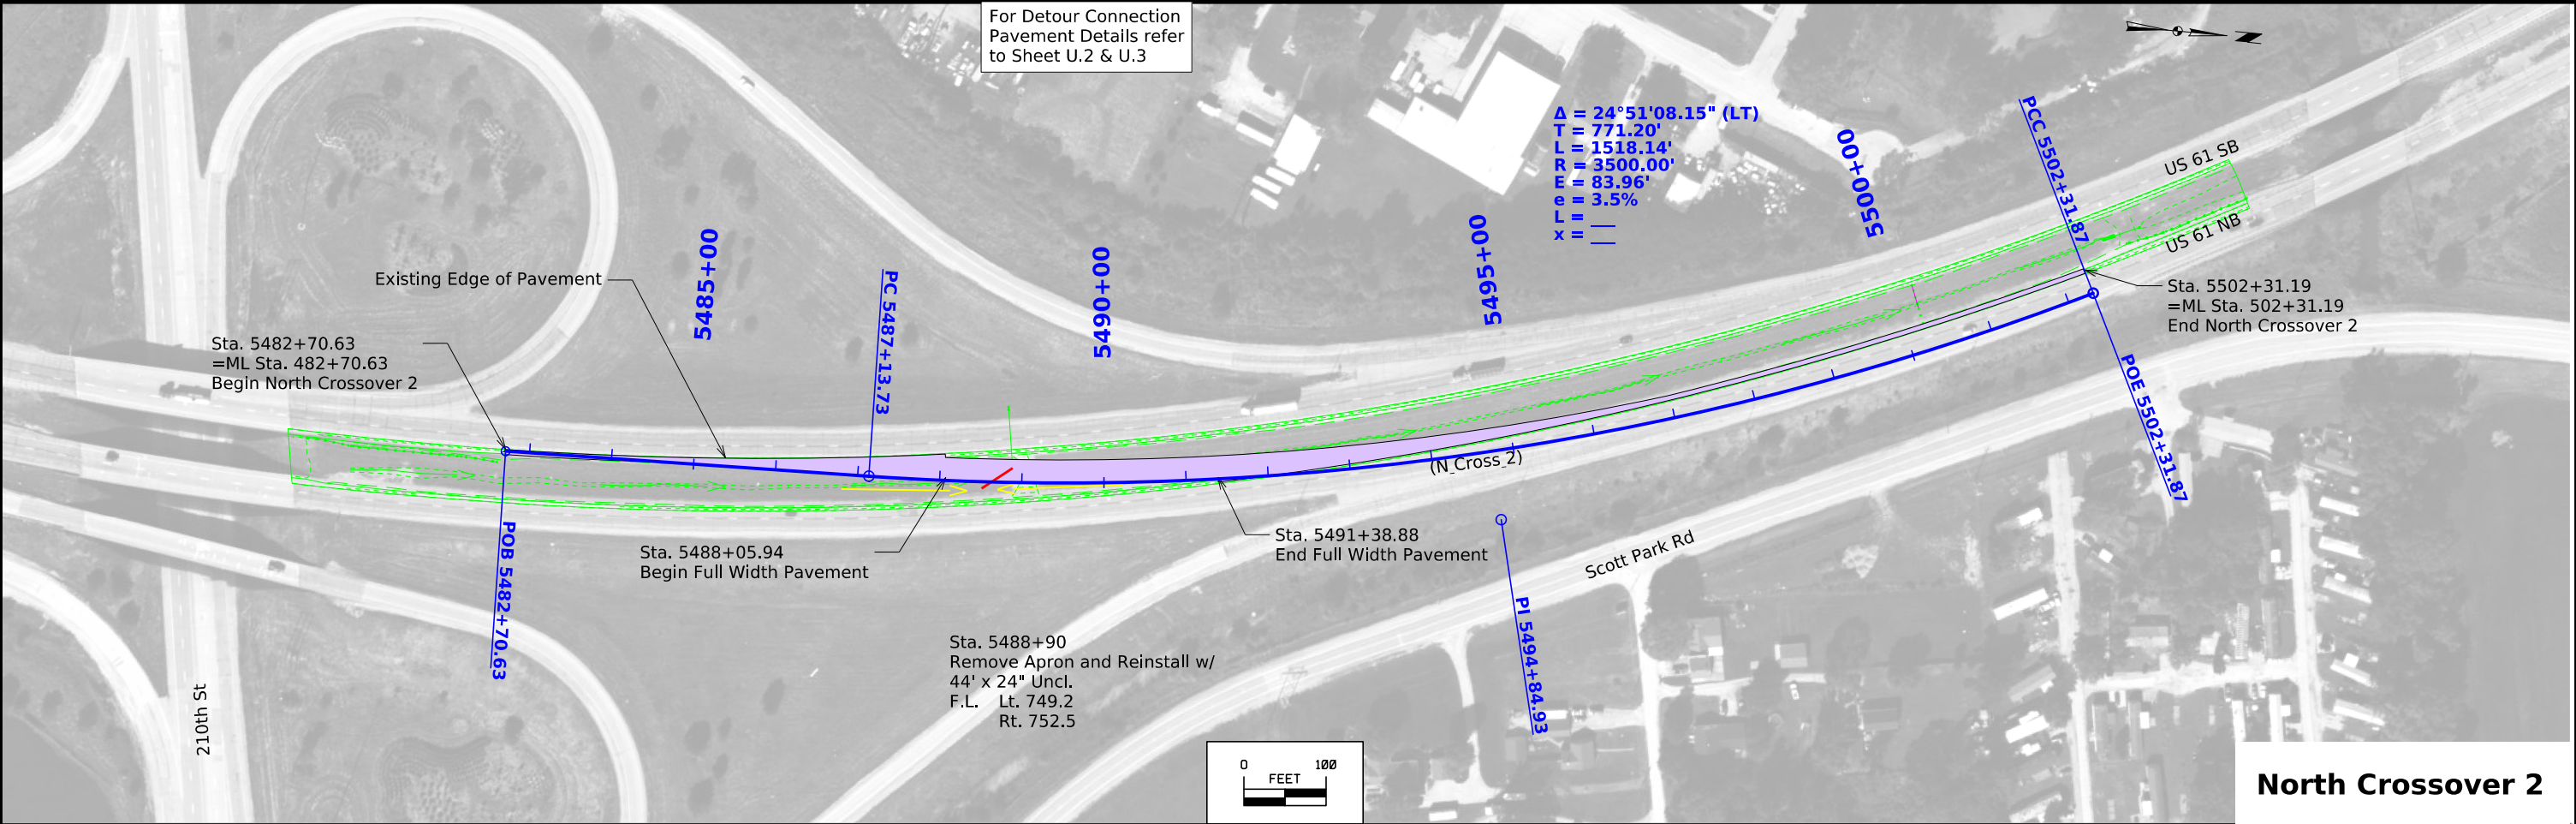 For Detour Connection
Pavement Details refer
to Sheet U.2 & U.3
Δ = 24°51'08.15" (LT)
T = 771.20'
L = 1518.14'
R = 3500.00'
E = 83.96'
e = 3.5%
L = ___
x = ___
5485+00
5490+00
5495+00
5500+00
PCC 5502+31.87
US 61 SB
US 61 NB
Existing Edge of Pavement
PC 5487+13.73
Sta. 5482+70.63
=ML Sta. 482+70.63
Begin North Crossover 2
Sta. 5502+31.19
=ML Sta. 502+31.19
End North Crossover 2
POE 5502+31.87
(N_Cross_2)
POB 5482+70.63
Sta. 5488+05.94
Begin Full Width Pavement
Sta. 5491+38.88
End Full Width Pavement
Scott Park Rd
PI 5494+84.93
Sta. 5488+90
Remove Apron and Reinstall w/
44' x 24" Uncl.
F.L. Lt. 749.2
Rt. 752.5
210th St
0 100
FEET
North Crossover 2
N